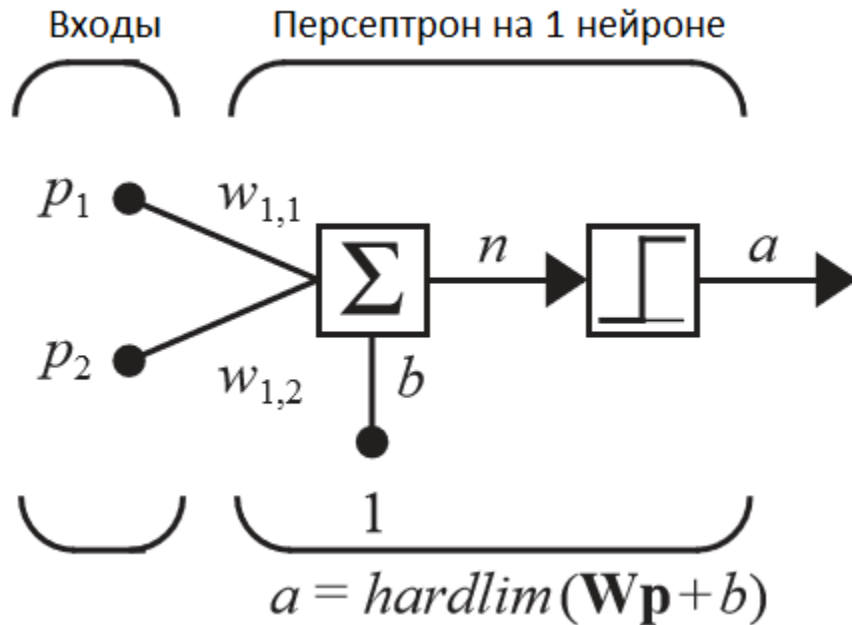 Входы
Персептрон на 1 нейроне
p₁
w₁,₁
Σ
n
a
p₂
w₁,₂
b
1
a = hardlim(Wp + b)